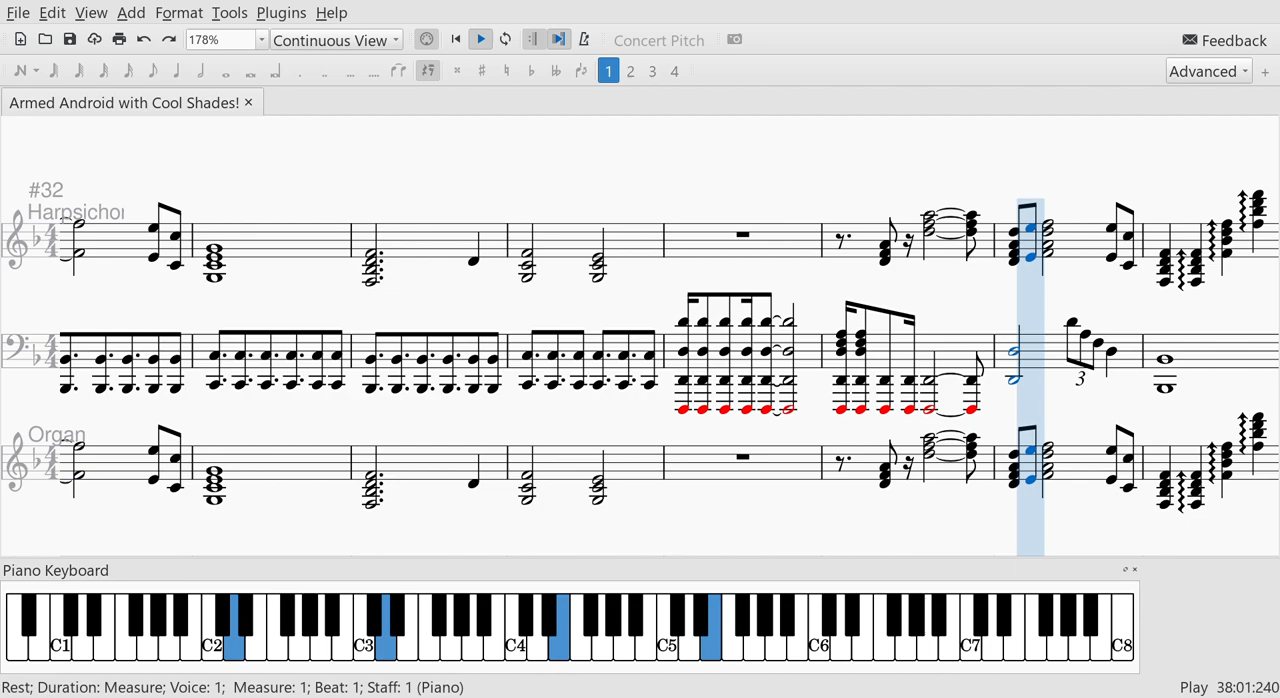 File Edit View Add Format Tools Plugins Help
178% Continuous View Concert Pitch Feedback
1 2 3 4 Advanced +
Armed Android with Cool Shades! ×
#32
Harpsichor
3
Organ
Piano Keyboard
C1 C2 C3 C4 C5 C6 C7 C8
Rest; Duration: Measure; Voice: 1; Measure: 1; Beat: 1; Staff: 1 (Piano) Play 38:01:240